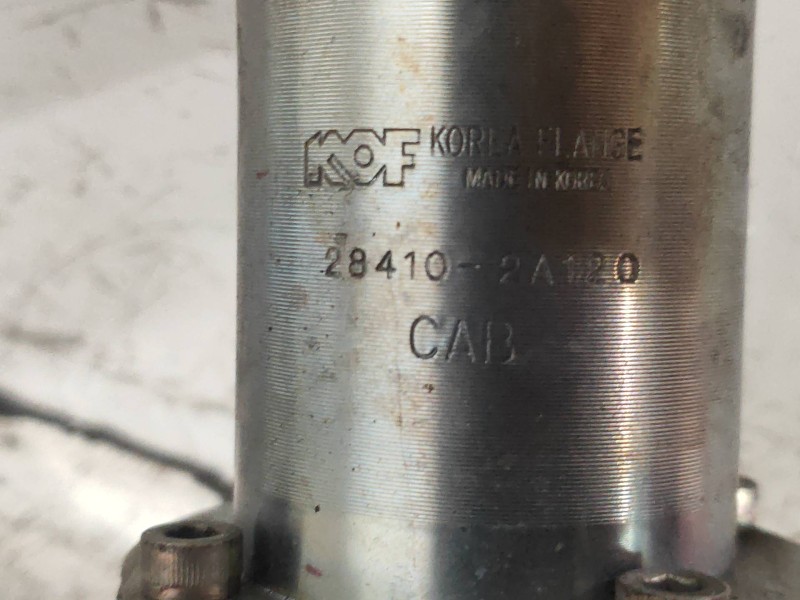 KOF KOREA FLANGE
MADE IN KOREA
28410-2A120
CAB